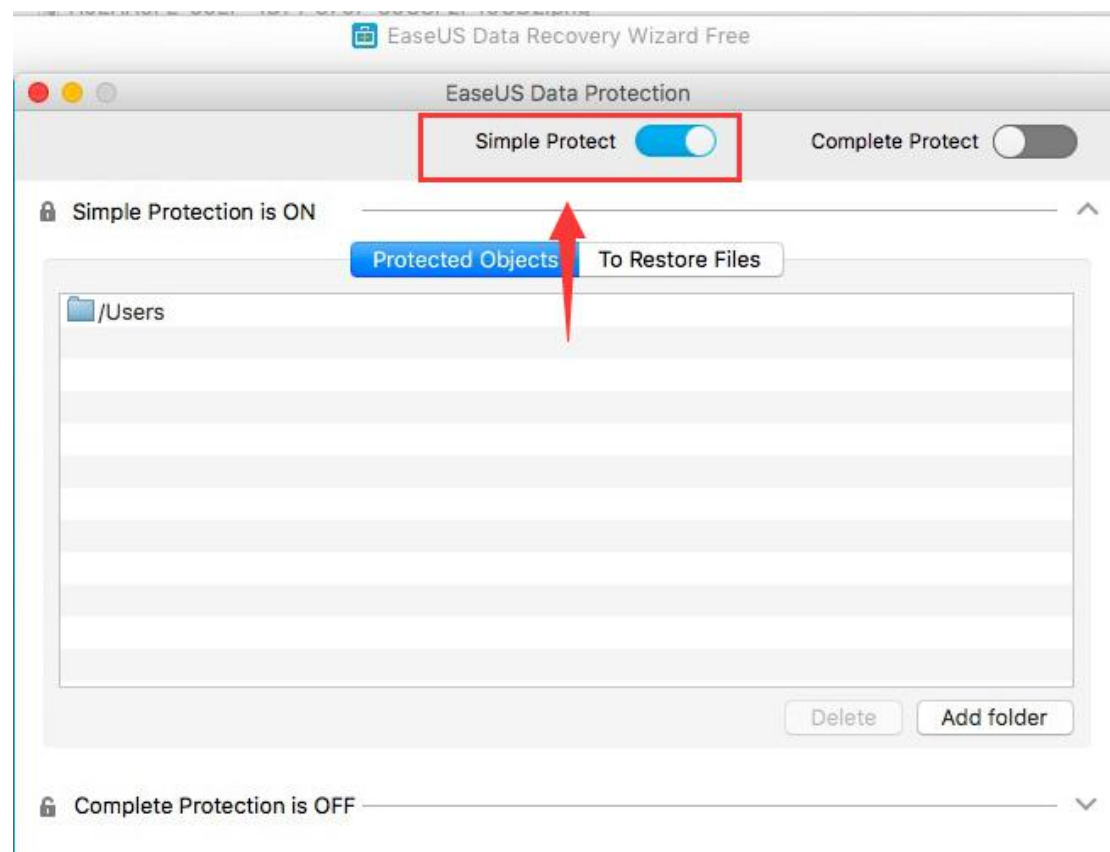 EaseUS Data Recovery Wizard Free
EaseUS Data Protection
Simple Protect
Complete Protect
Simple Protection is ON
Protected Objects
To Restore Files
/Users
Delete
Add folder
Complete Protection is OFF